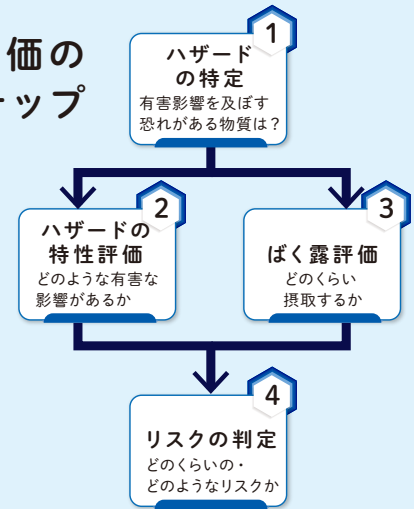 価の
ップ
1
ハザード
の特定
有害影響を及ぼす
恐れがある物質は？
2
ハザードの
特性評価
どのような有害な
影響があるか
3
ばく露評価
どのくらい
摂取するか
4
リスクの判定
どのくらいの・
どのようなリスクか